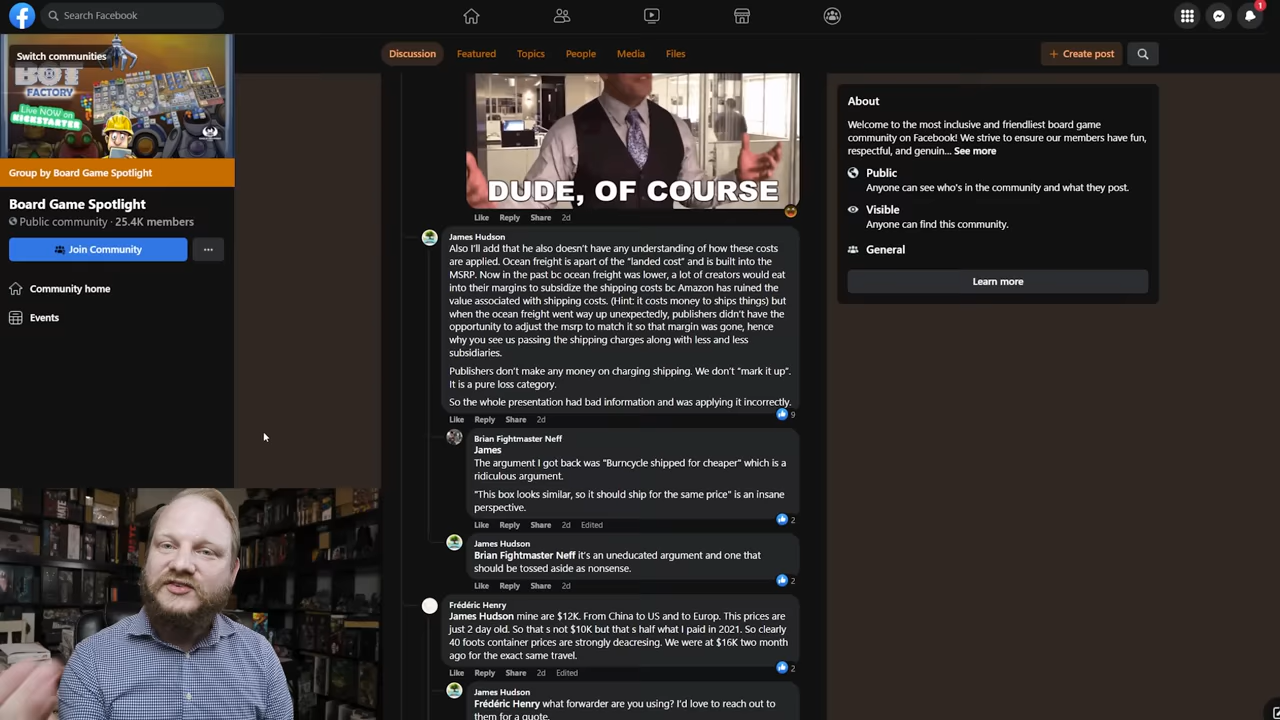 Search Facebook
1
Switch communities
BOT
FACTORY
Live NOW on
KICKSTARTER
Group by Board Game Spotlight
Board Game Spotlight
Public community · 25.4K members
Join Community
Community home
Events
Discussion
Featured
Topics
People
Media
Files
+ Create post
DUDE, OF COURSE
Like Reply Share 2d
James Hudson
Also I'll add that he also doesn't have any understanding of how these costs
are applied. Ocean freight is apart of the "landed cost" and is built into the
MSRP. Now in the past bc ocean freight was lower, a lot of creators would eat
into their margins to subsidize the shipping costs bc Amazon has ruined the
value associated with shipping costs. (Hint: it costs money to ships things) but
when the ocean freight went way up unexpectedly, publishers didn't have the
opportunity to adjust the msrp to match it so that margin was gone, hence
why you see us passing the shipping charges along with less and less
subsidiaries.
Publishers don't make any money on charging shipping. We don't "mark it up".
It is a pure loss category.
So the whole presentation had bad information and was applying it incorrectly.
9
Like Reply Share 2d
Brian Fightmaster Neff
James
The argument I got back was "Burncycle shipped for cheaper" which is a
ridiculous argument.
"This box looks similar, so it should ship for the same price" is an insane
perspective.
2
Like Reply Share 2d Edited
James Hudson
Brian Fightmaster Neff it's an uneducated argument and one that
should be tossed aside as nonsense.
2
Like Reply Share 2d
Frédéric Henry
James Hudson mine are $12K. From China to US and to Europ. This prices are
just 2 day old. So that s not $10K but that s half what I paid in 2021. So clearly
40 foots container prices are strongly deacresing. We were at $16K two month
ago for the exact same travel.
2
Like Reply Share 2d Edited
James Hudson
Frédéric Henry what forwarder are you using? I'd love to reach out to
them for a quote.
About
Welcome to the most inclusive and friendliest board game
community on Facebook! We strive to ensure our members have fun,
respectful, and genuin... See more
Public
Anyone can see who's in the community and what they post.
Visible
Anyone can find this community.
General
Learn more